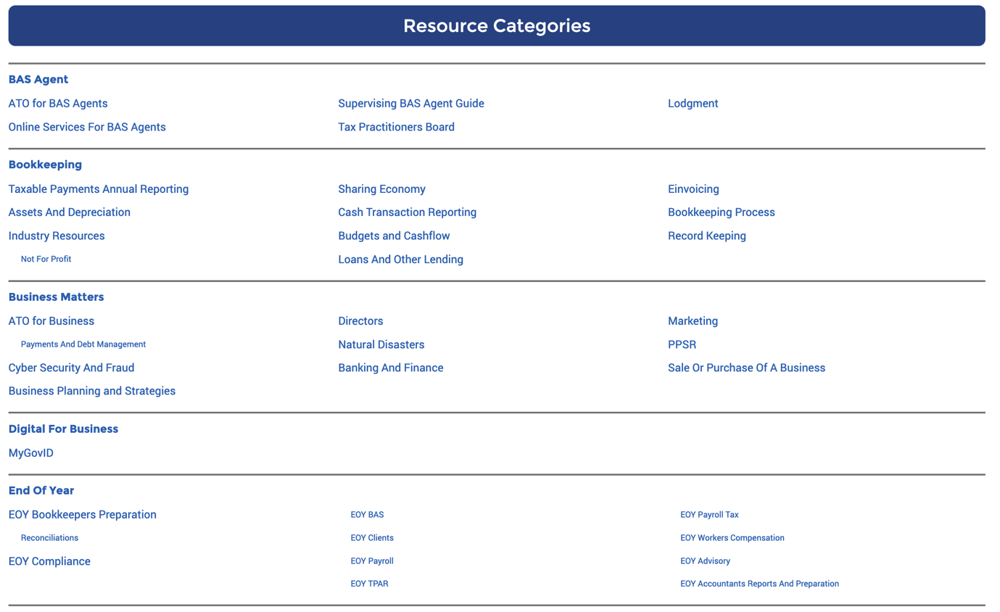 Resource Categories
BAS Agent
ATO for BAS Agents
Online Services For BAS Agents
Supervising BAS Agent Guide
Tax Practitioners Board
Lodgment
Bookkeeping
Taxable Payments Annual Reporting
Assets And Depreciation
Industry Resources
Not For Profit
Sharing Economy
Cash Transaction Reporting
Budgets and Cashflow
Loans And Other Lending
Einvoicing
Bookkeeping Process
Record Keeping
Business Matters
ATO for Business
Payments And Debt Management
Cyber Security And Fraud
Business Planning and Strategies
Directors
Natural Disasters
Banking And Finance
Marketing
PPSR
Sale Or Purchase Of A Business
Digital For Business
MyGovID
End Of Year
EOY Bookkeepers Preparation
Reconciliations
EOY Compliance
EOY BAS
EOY Clients
EOY Payroll
EOY TPAR
EOY Payroll Tax
EOY Workers Compensation
EOY Advisory
EOY Accountants Reports And Preparation